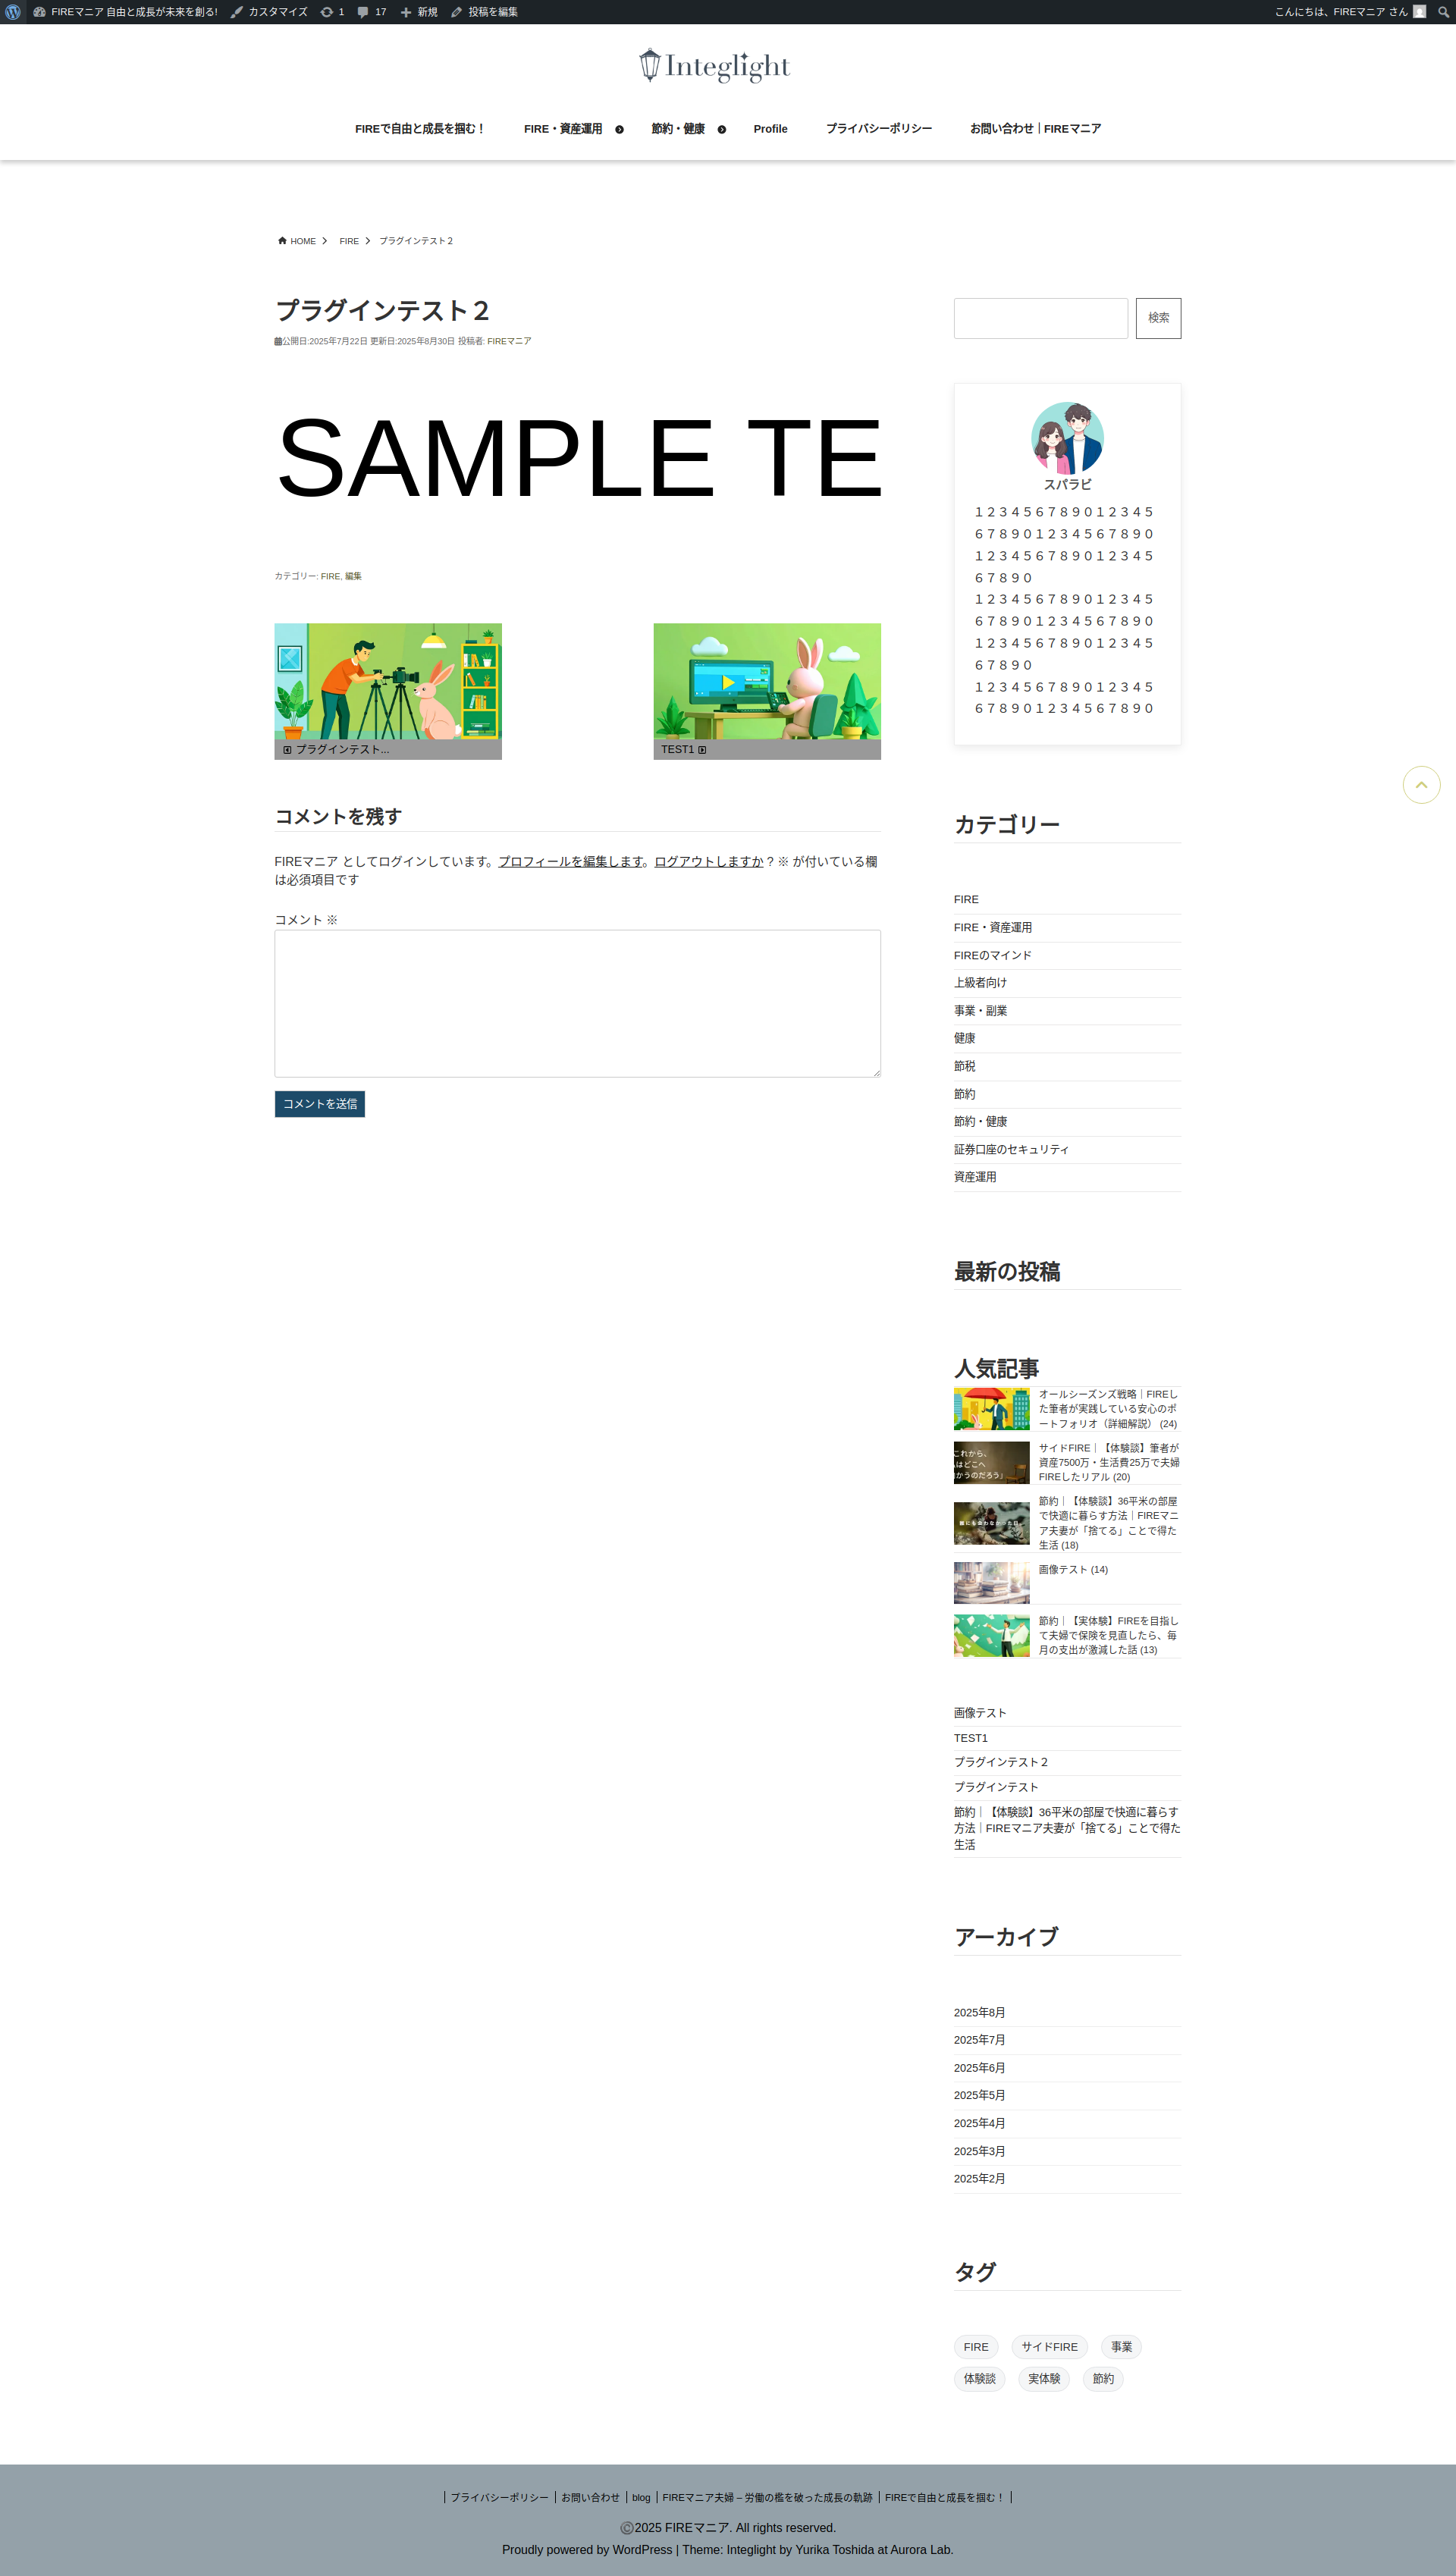 FIREマニア 自由と成長が未来を創る!
カスタマイズ
1
17
新規
投稿を編集
こんにちは、FIREマニア さん
Integlight
FIREで自由と成長を掴む！
FIRE・資産運用
節約・健康
Profile
プライバシーポリシー
お問い合わせ｜FIREマニア
HOME
FIRE
プラグインテスト２
プラグインテスト２
公開日:2025年7月22日 更新日:2025年8月30日 投稿者: FIREマニア
SAMPLE TE
カテゴリー: FIRE, 編集
プラグインテスト...
TEST1
コメントを残す
FIREマニア としてログインしています。プロフィールを編集します。ログアウトしますか ? ※ が付いている欄
は必須項目です
コメント ※
コメントを送信
検索
スパラビ
１２３４５６７８９０１２３４５
６７８９０１２３４５６７８９０
１２３４５６７８９０１２３４５
６７８９０
１２３４５６７８９０１２３４５
６７８９０１２３４５６７８９０
１２３４５６７８９０１２３４５
６７８９０
１２３４５６７８９０１２３４５
６７８９０１２３４５６７８９０
カテゴリー
FIRE
FIRE・資産運用
FIREのマインド
上級者向け
事業・副業
健康
節税
節約
節約・健康
証券口座のセキュリティ
資産運用
最新の投稿
人気記事
オールシーズンズ戦略｜FIREし
た筆者が実践している安心のポ
ートフォリオ（詳細解説） (24)
これから、
はどこへ
かうのだろう」
サイドFIRE｜【体験談】筆者が
資産7500万・生活費25万で夫婦
FIREしたリアル (20)
誰にも会わなかった日
節約｜【体験談】36平米の部屋
で快適に暮らす方法｜FIREマニ
ア夫妻が「捨てる」ことで得た
生活 (18)
画像テスト (14)
節約｜【実体験】FIREを目指し
て夫婦で保険を見直したら、毎
月の支出が激減した話 (13)
画像テスト
TEST1
プラグインテスト２
プラグインテスト
節約｜【体験談】36平米の部屋で快適に暮らす
方法｜FIREマニア夫妻が「捨てる」ことで得た
生活
アーカイブ
2025年8月
2025年7月
2025年6月
2025年5月
2025年4月
2025年3月
2025年2月
タグ
FIRE
サイドFIRE
事業
体験談
実体験
節約
プライバシーポリシー
お問い合わせ
blog
FIREマニア夫婦 – 労働の檻を破った成長の軌跡
FIREで自由と成長を掴む！
©2025 FIREマニア. All rights reserved.
Proudly powered by WordPress | Theme: Integlight by Yurika Toshida at Aurora Lab.